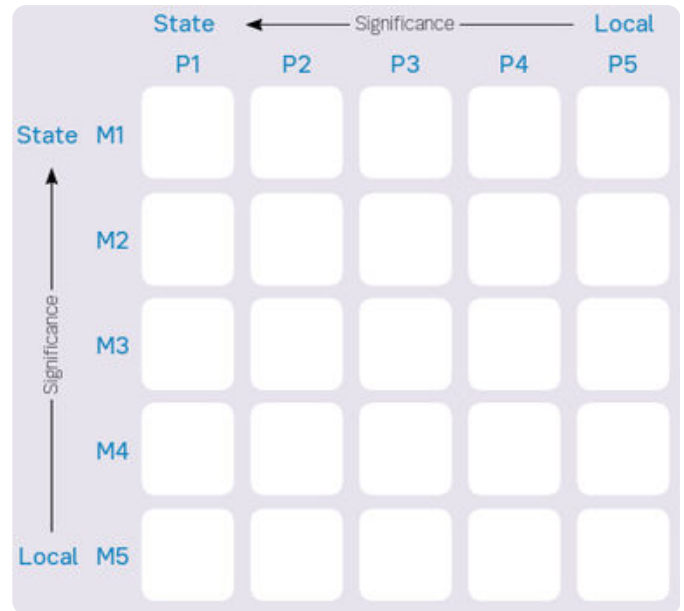 State Significance Local
P1 P2 P3 P4 P5
State M1
M2
Significance
M3
M4
Local M5